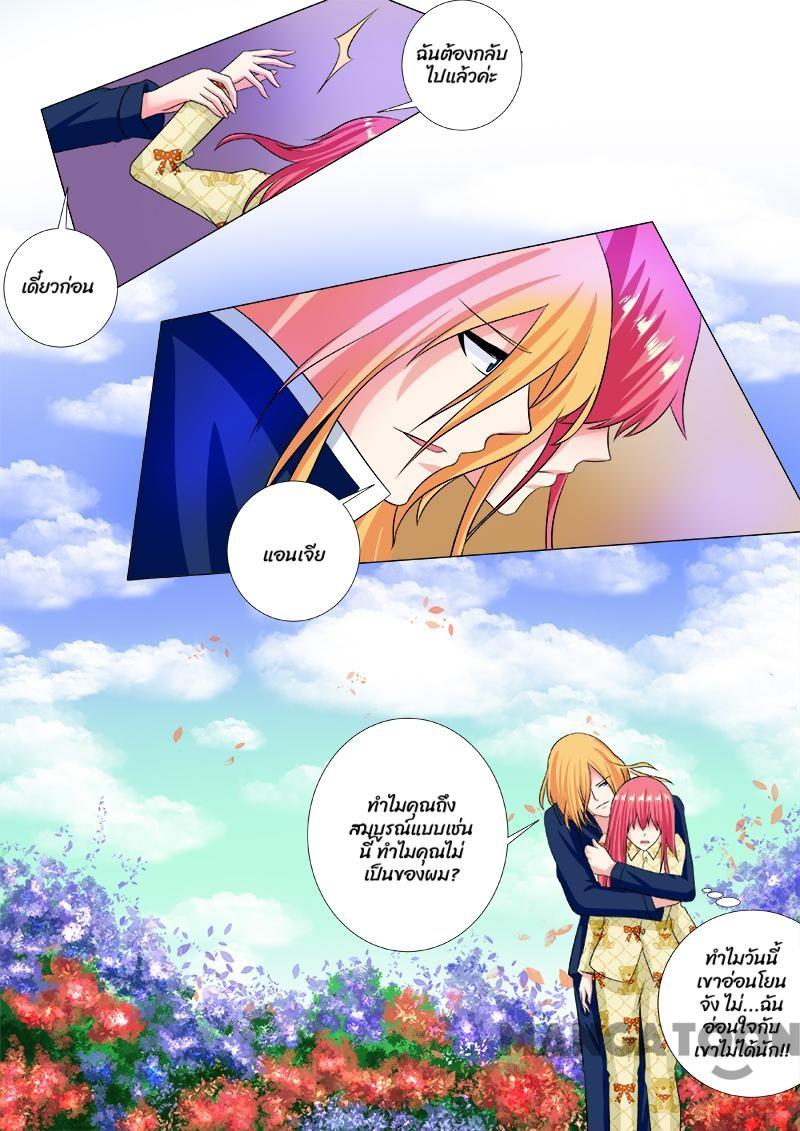 ฉันต้องกลับ
ไปแล้วค่ะ
เดี๋ยวก่อน
แอนเจีย
ทำไมคุณถึง
สมบูรณ์แบบเช่น
นี้ ทำไมคุณไม่
เป็นของผม?
ทำไมวันนี้
เขาอ่อนโยน
จัง ไม่...ฉัน
อ่อนใจกับ
เขาไม่ได้นัก!!
MANGATOON